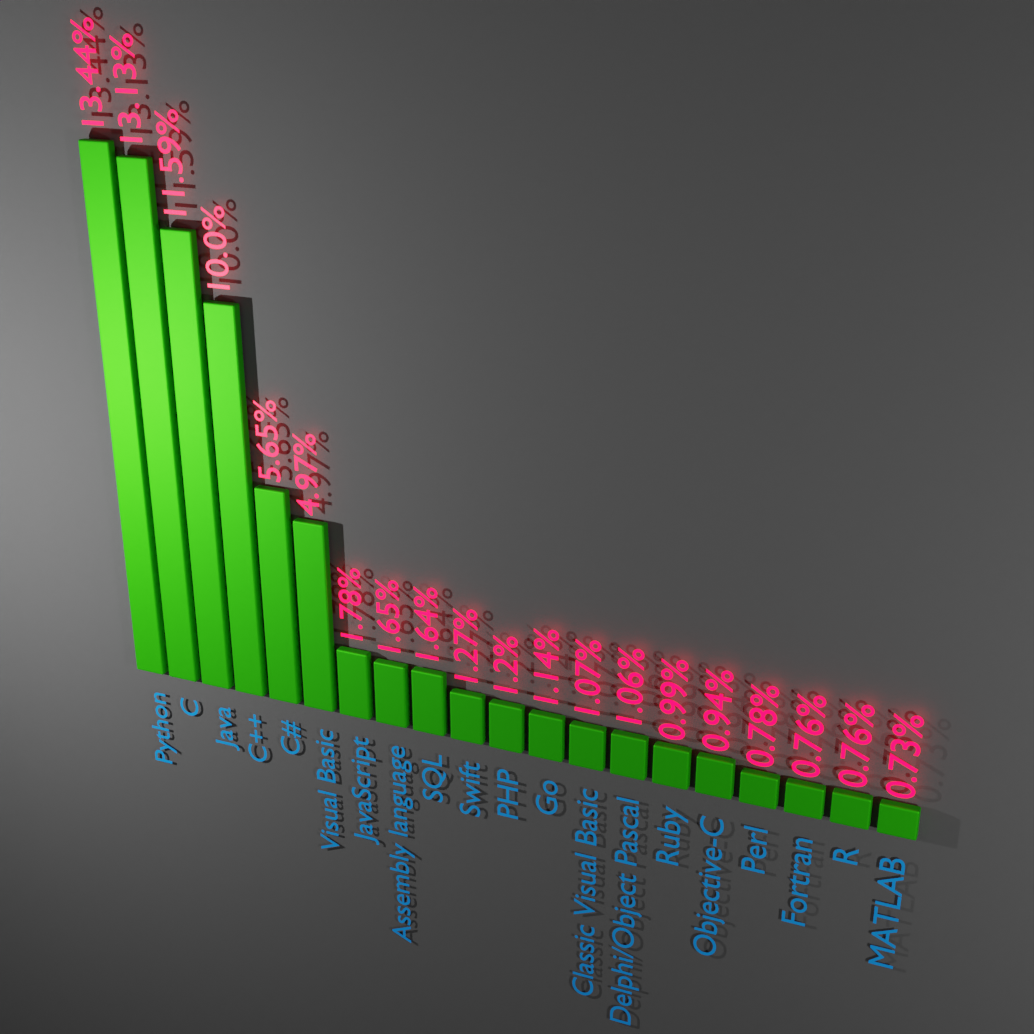 13.44%
13.13%
11.59%
10.0%
5.65%
4.97%
1.78%
1.65%
1.64%
1.27%
1.2%
1.14%
1.07%
1.06%
0.99%
0.94%
0.78%
0.76%
0.76%
0.73%
Python
C
Java
C++
C#
Visual Basic
JavaScript
Assembly language
SQL
Swift
PHP
Go
Classic Visual Basic
Delphi/Object Pascal
Ruby
Objective-C
Perl
Fortran
R
MATLAB